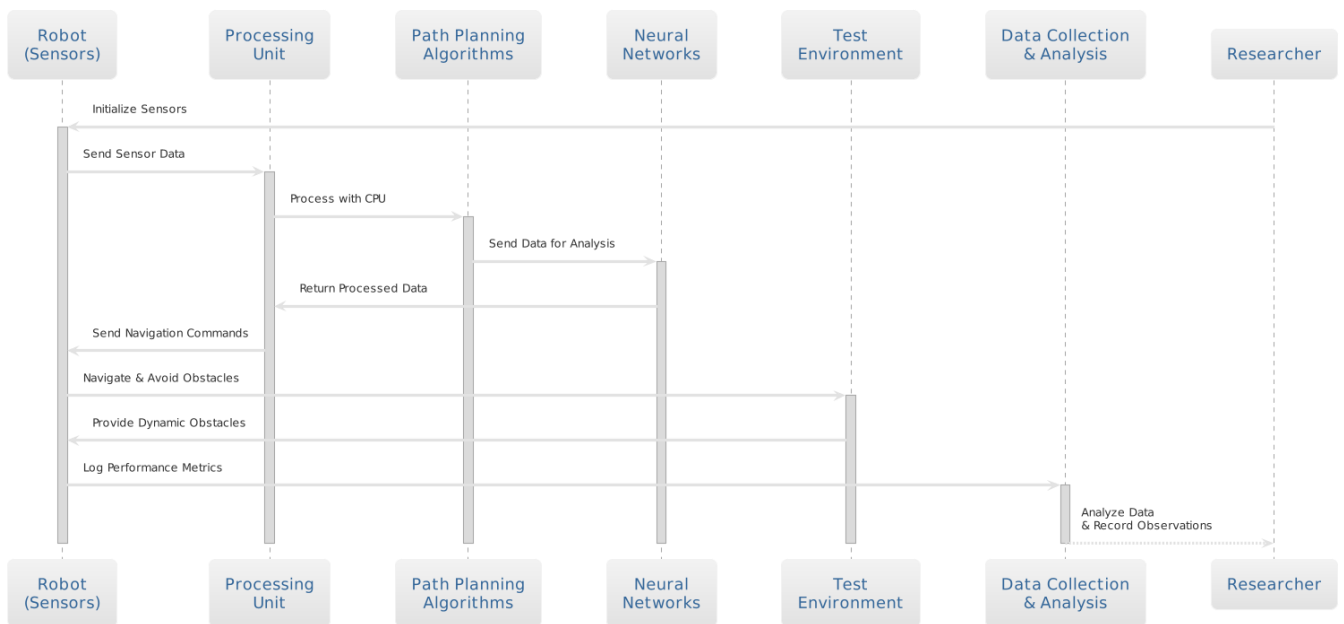 Robot
(Sensors)
Processing
Unit
Path Planning
Algorithms
Neural
Networks
Test
Environment
Data Collection
& Analysis
Researcher
Initialize Sensors
Send Sensor Data
Process with CPU
Send Data for Analysis
Return Processed Data
Send Navigation Commands
Navigate & Avoid Obstacles
Provide Dynamic Obstacles
Log Performance Metrics
Analyze Data
& Record Observations
Robot
(Sensors)
Processing
Unit
Path Planning
Algorithms
Neural
Networks
Test
Environment
Data Collection
& Analysis
Researcher